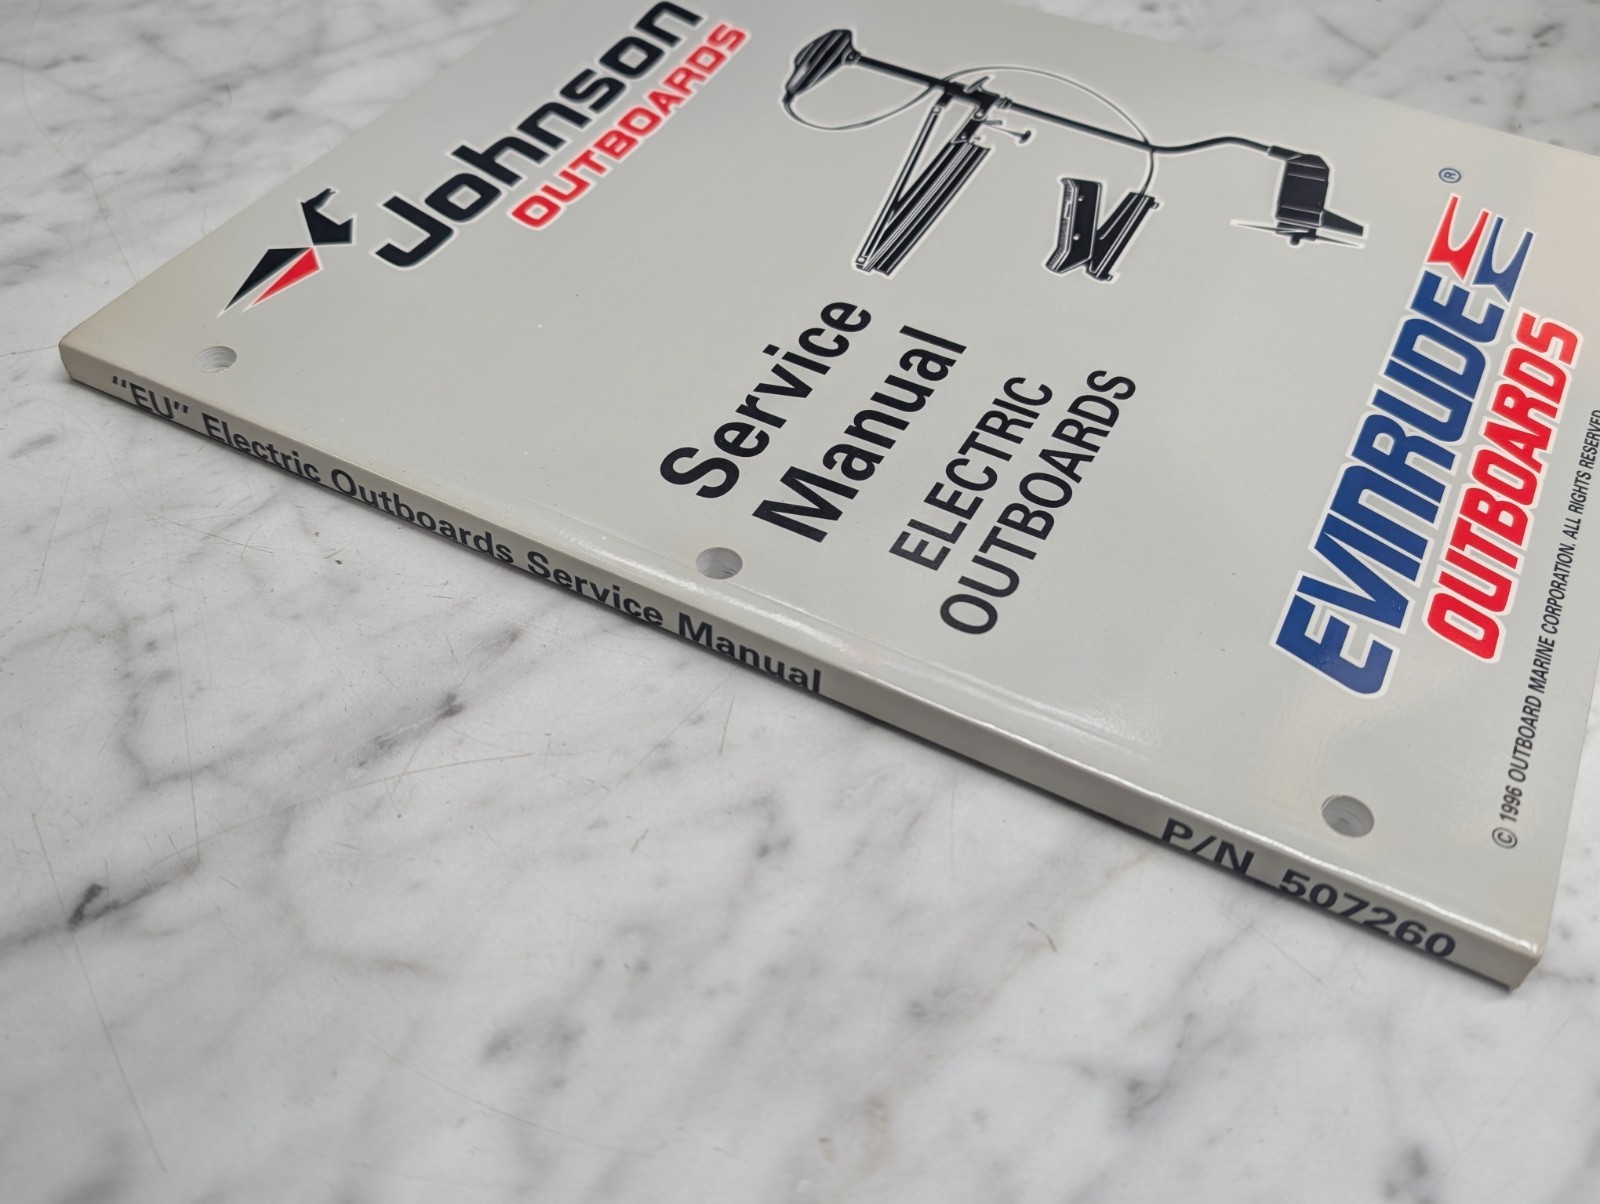 Johnson
OUTBOARDS
Service
Manual
ELECTRIC
OUTBOARDS
®
EVINRUDE
OUTBOARDS
© 1996 OUTBOARD MARINE CORPORATION. ALL RIGHTS RESERVED
"EU" Electric Outboards Service Manual
P/N 507260